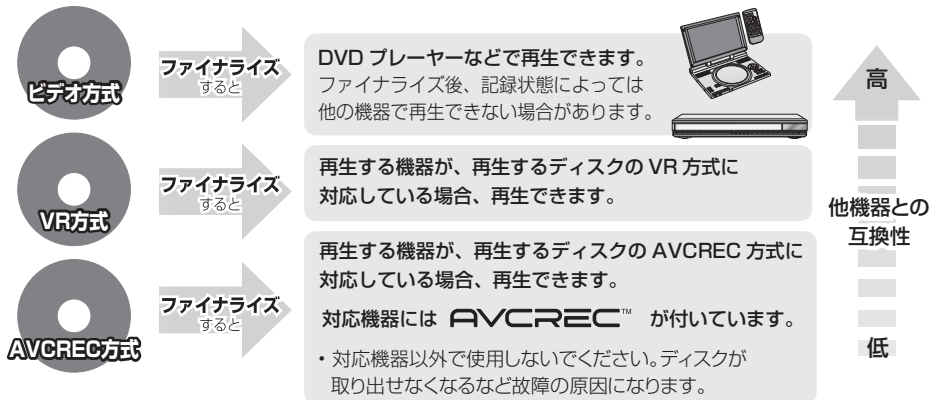 ビデオ方式
ファイナライズ
すると
DVD プレーヤーなどで再生できます。
ファイナライズ後、記録状態によっては
他の機器で再生できない場合があります。
VR方式
ファイナライズ
すると
再生する機器が、再生するディスクの VR 方式に
対応している場合、再生できます。
AVCREC方式
ファイナライズ
すると
再生する機器が、再生するディスクの AVCREC 方式に
対応している場合、再生できます。
対応機器には AVCREC™ が付いています。
・対応機器以外で使用しないでください。ディスクが
取り出せなくなるなど故障の原因になります。
高
他機器との
互換性
低